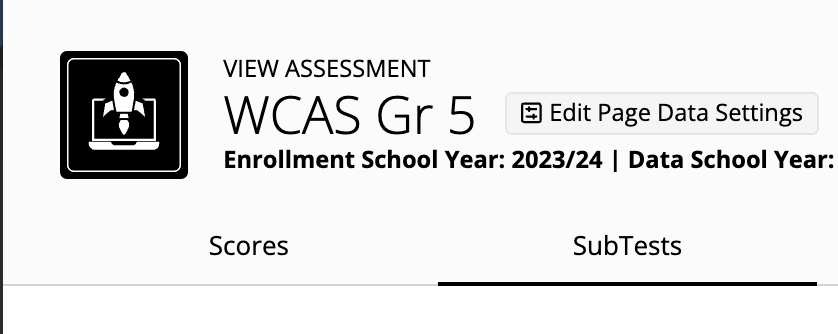 VIEW ASSESSMENT
WCAS Gr 5
Edit Page Data Settings
Enrollment School Year: 2023/24 | Data School Year:
Scores
SubTests